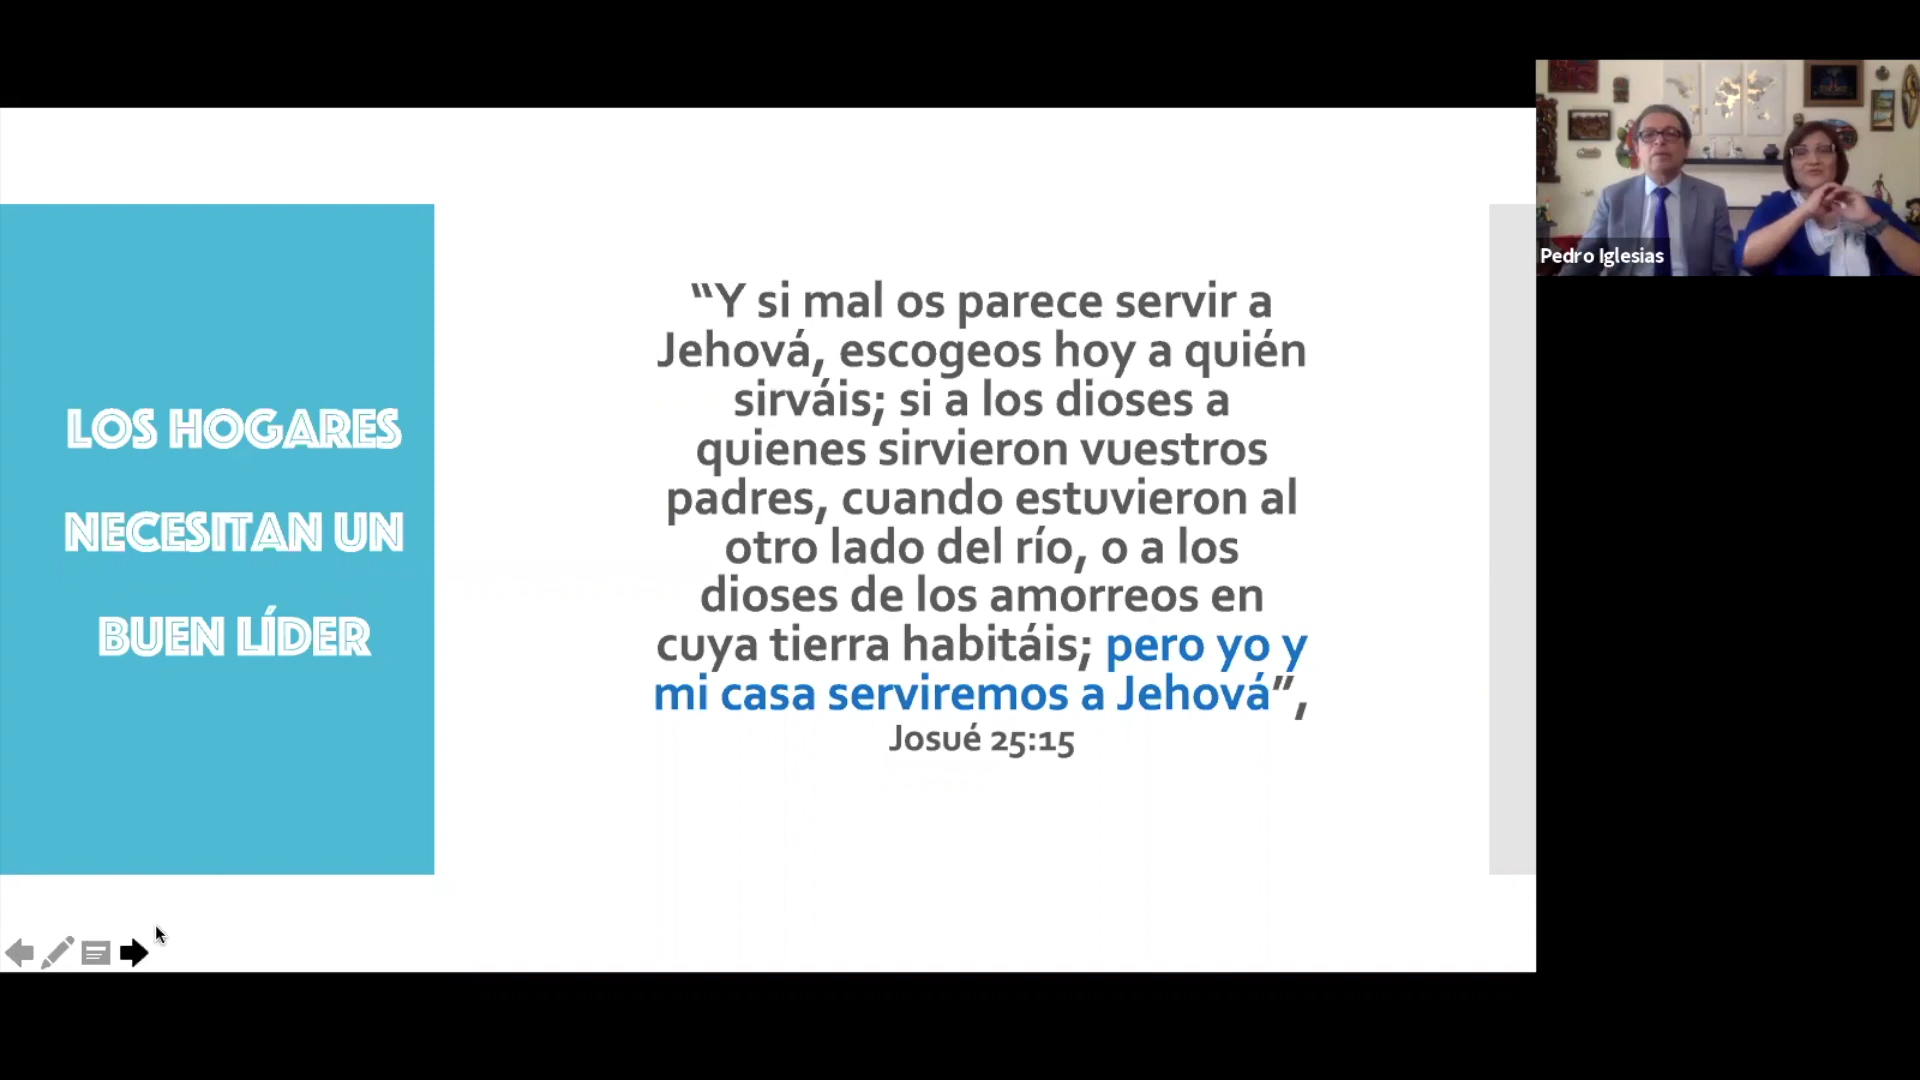 LOS HOGARES
NECESITAN UN
BUEN LÍDER
“Y si mal os parece servir a
Jehová, escogeos hoy a quién
sirváis; si a los dioses a
quienes sirvieron vuestros
padres, cuando estuvieron al
otro lado del río, o a los
dioses de los amorreos en
cuya tierra habitáis; pero yo y
mi casa serviremos a Jehová”,
Josué 25:15
Pedro Iglesias